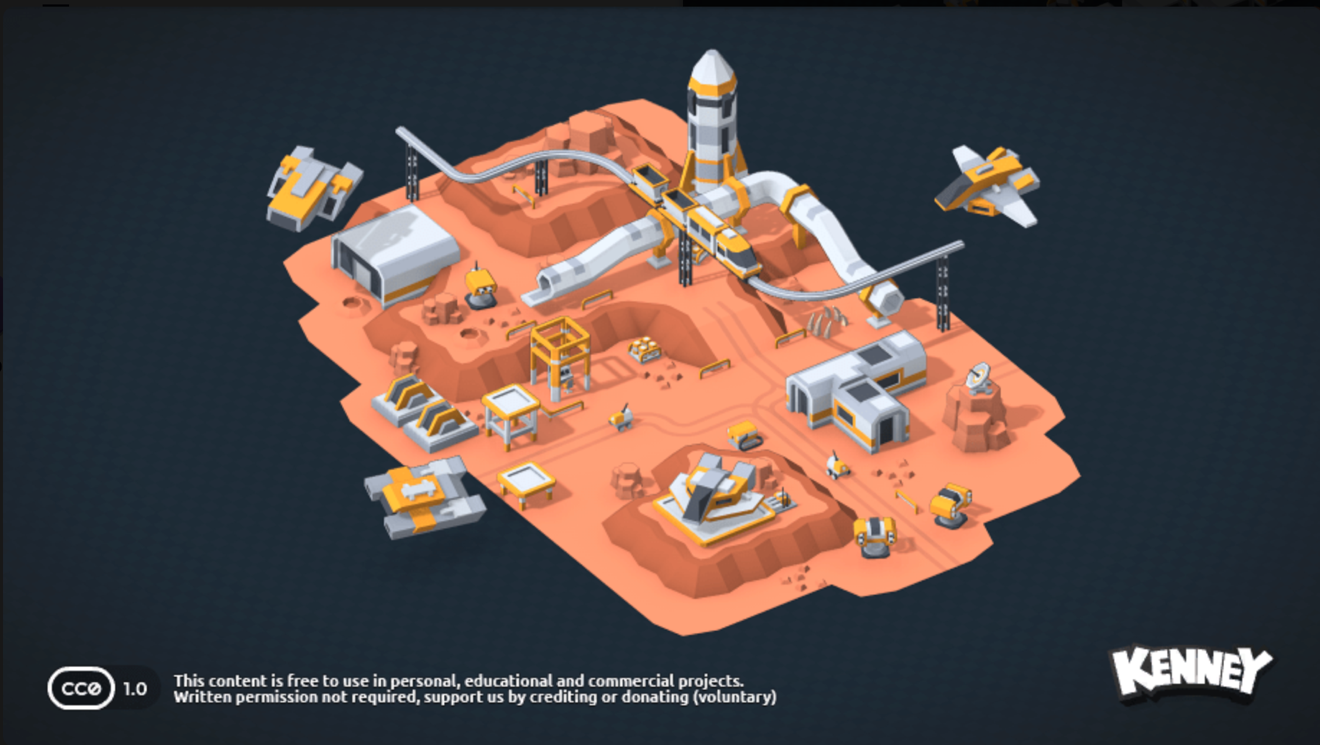 CC0 1.0
This content is free to use in personal, educational and commercial projects.
Written permission not required, support us by crediting or donating (voluntary)
KENNEY